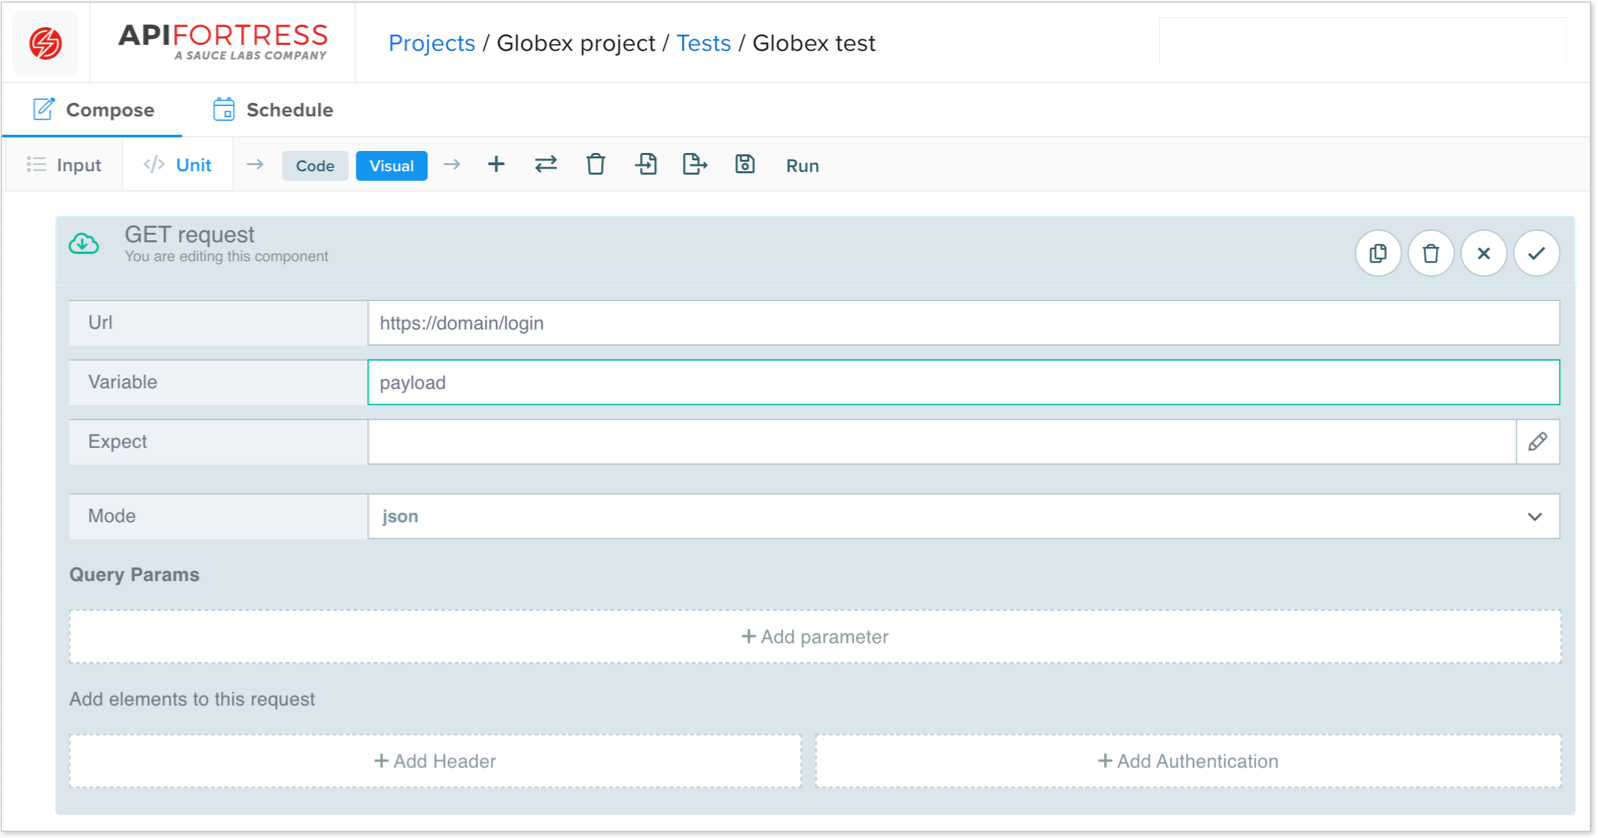 APIFORTRESS
A SAUCE LABS COMPANY
Projects / Globex project / Tests / Globex test
Compose
Schedule
Input
Unit
Code
Visual
Run
GET request
You are editing this component
Url
https://domain/login
Variable
payload
Expect
Mode
json
Query Params
+ Add parameter
Add elements to this request
+ Add Header
+ Add Authentication